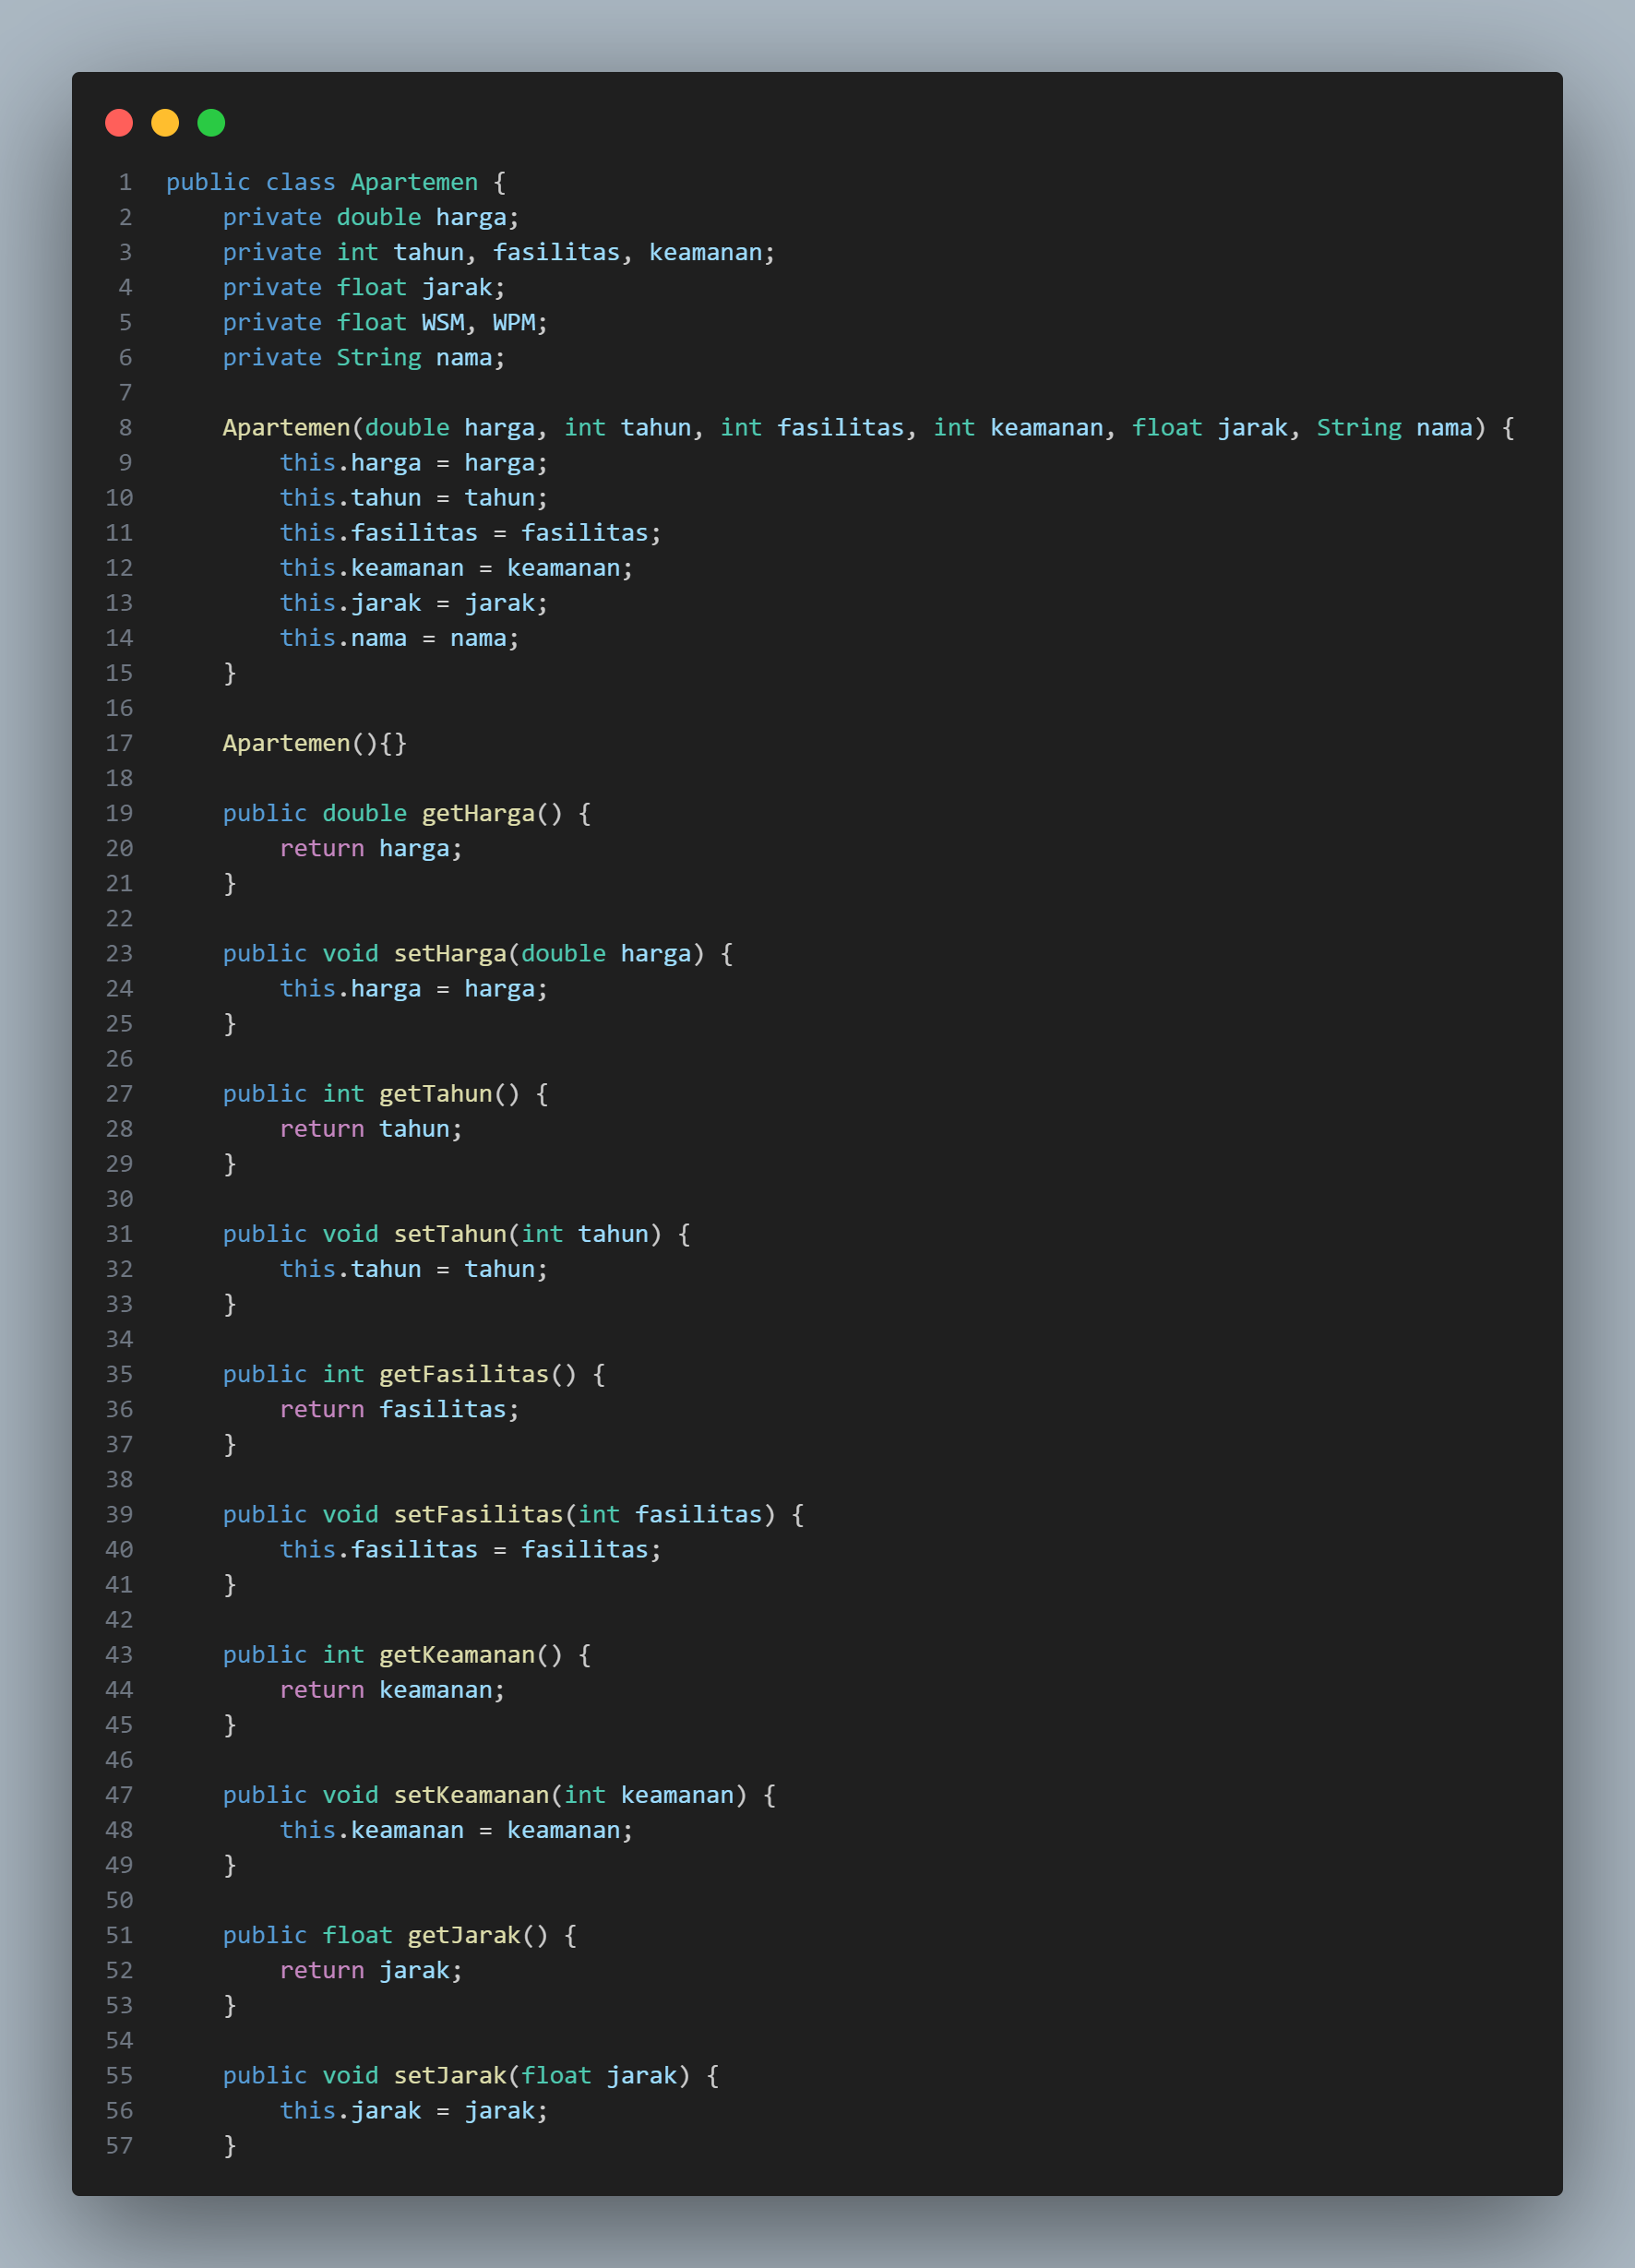 1 public class Apartemen {
2     private double harga;
3     private int tahun, fasilitas, keamanan;
4     private float jarak;
5     private float WSM, WPM;
6     private String nama;
7
8     Apartemen(double harga, int tahun, int fasilitas, int keamanan, float jarak, String nama) {
9         this.harga = harga;
10         this.tahun = tahun;
11         this.fasilitas = fasilitas;
12         this.keamanan = keamanan;
13         this.jarak = jarak;
14         this.nama = nama;
15     }
16
17     Apartemen(){}
18
19     public double getHarga() {
20         return harga;
21     }
22
23     public void setHarga(double harga) {
24         this.harga = harga;
25     }
26
27     public int getTahun() {
28         return tahun;
29     }
30
31     public void setTahun(int tahun) {
32         this.tahun = tahun;
33     }
34
35     public int getFasilitas() {
36         return fasilitas;
37     }
38
39     public void setFasilitas(int fasilitas) {
40         this.fasilitas = fasilitas;
41     }
42
43     public int getKeamanan() {
44         return keamanan;
45     }
46
47     public void setKeamanan(int keamanan) {
48         this.keamanan = keamanan;
49     }
50
51     public float getJarak() {
52         return jarak;
53     }
54
55     public void setJarak(float jarak) {
56         this.jarak = jarak;
57     }